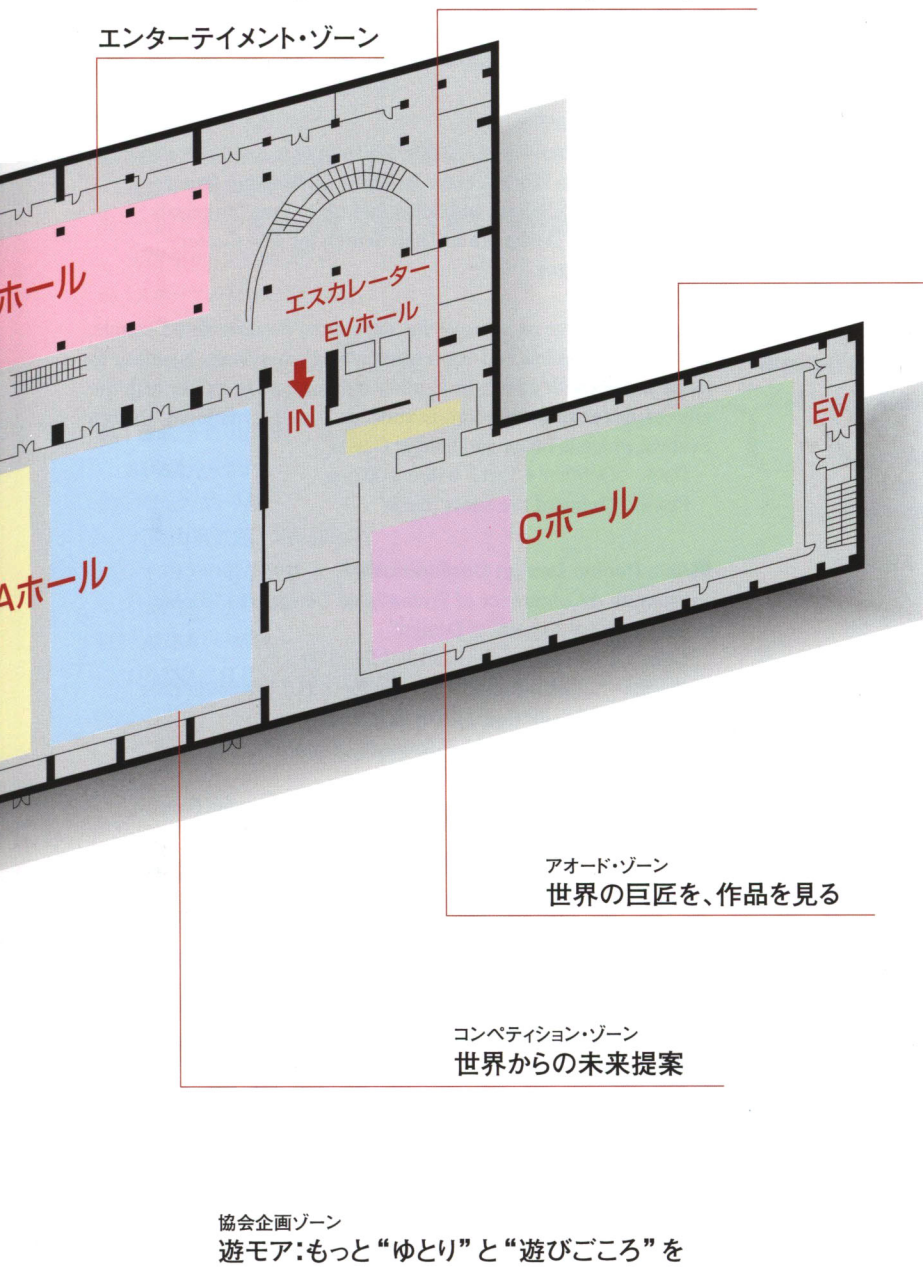 エンターテイメント・ゾーン
ホール
エスカレーター
EVホール
IN
EV
Cホール
Aホール
アオード・ゾーン
世界の巨匠を、作品を見る
コンペティション・ゾーン
世界からの未来提案
協会企画ゾーン
遊モア:もっと“ゆとり”と“遊びごころ”を